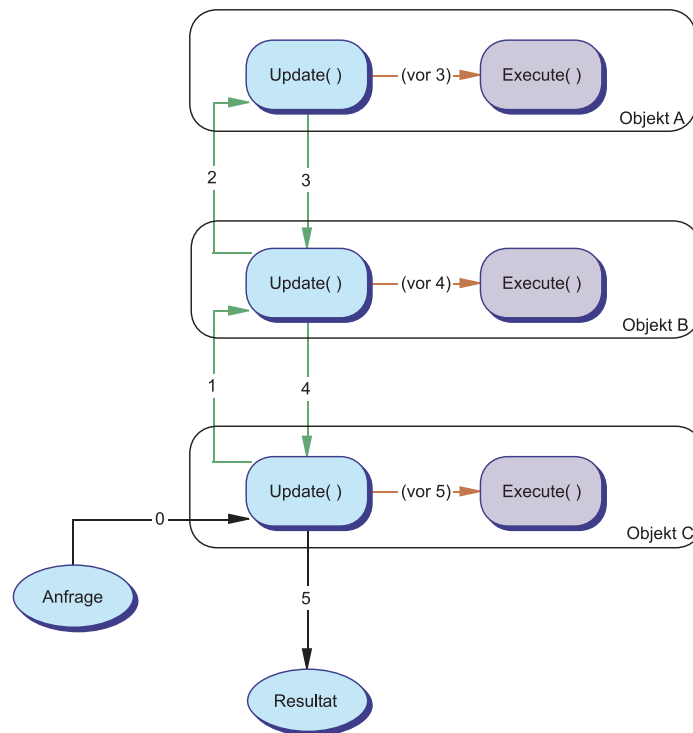 Update( )
(vor 3)
Execute( )
Objekt A
2
3
Update( )
(vor 4)
Execute( )
Objekt B
1
4
Update( )
(vor 5)
Execute( )
0
Objekt C
Anfrage
5
Resultat